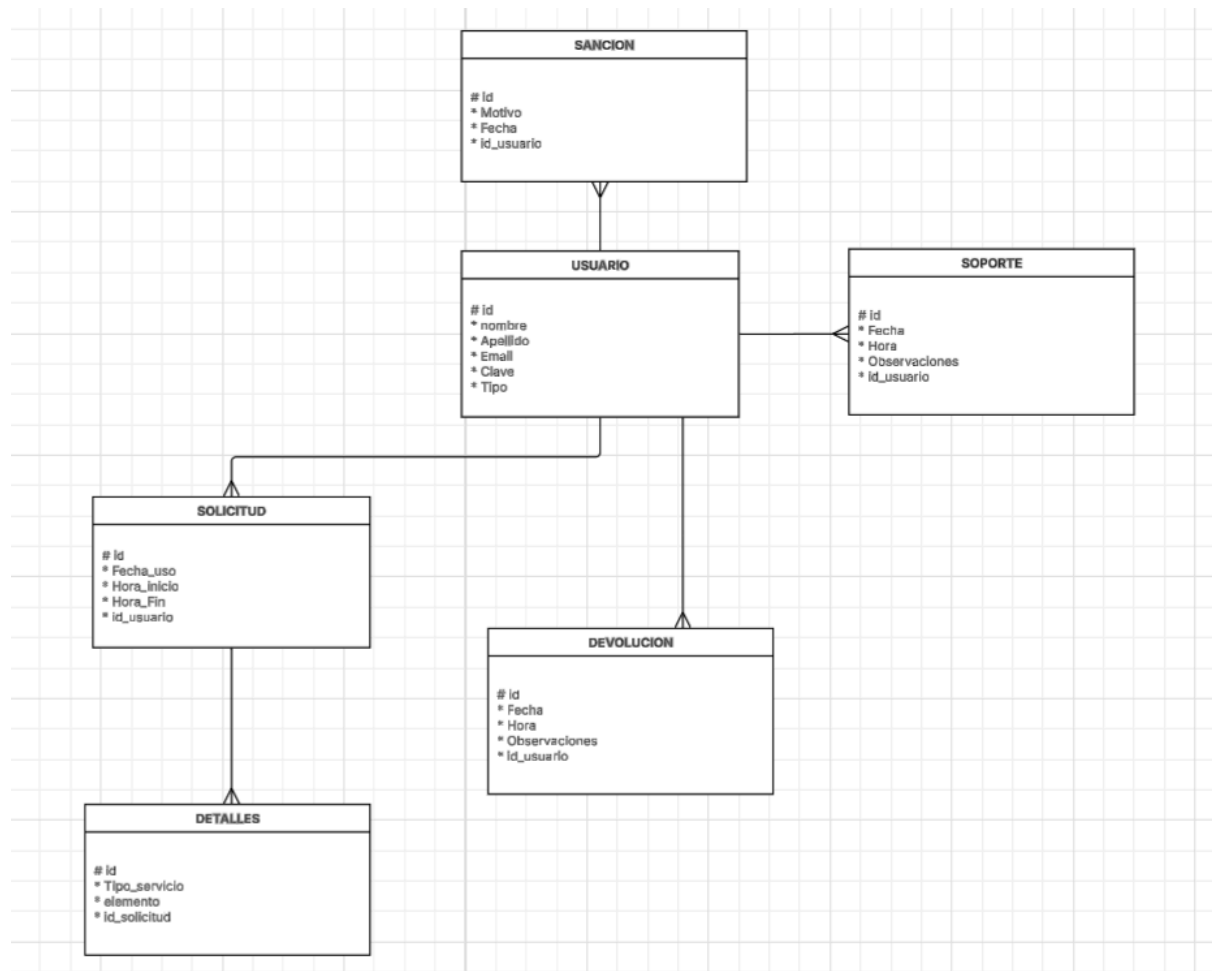 SANCION
# id
* Motivo
* Fecha
* id_usuario
USUARIO
# id
* nombre
* Apellido
* Email
* Clave
* Tipo
SOPORTE
# id
* Fecha
* Hora
* Observaciones
* id_usuario
SOLICITUD
# id
* Fecha_uso
* Hora_inicio
* Hora_Fin
* id_usuario
DEVOLUCION
# id
* Fecha
* Hora
* Observaciones
* id_usuario
DETALLES
# id
* Tipo_servicio
* elemento
* id_solicitud